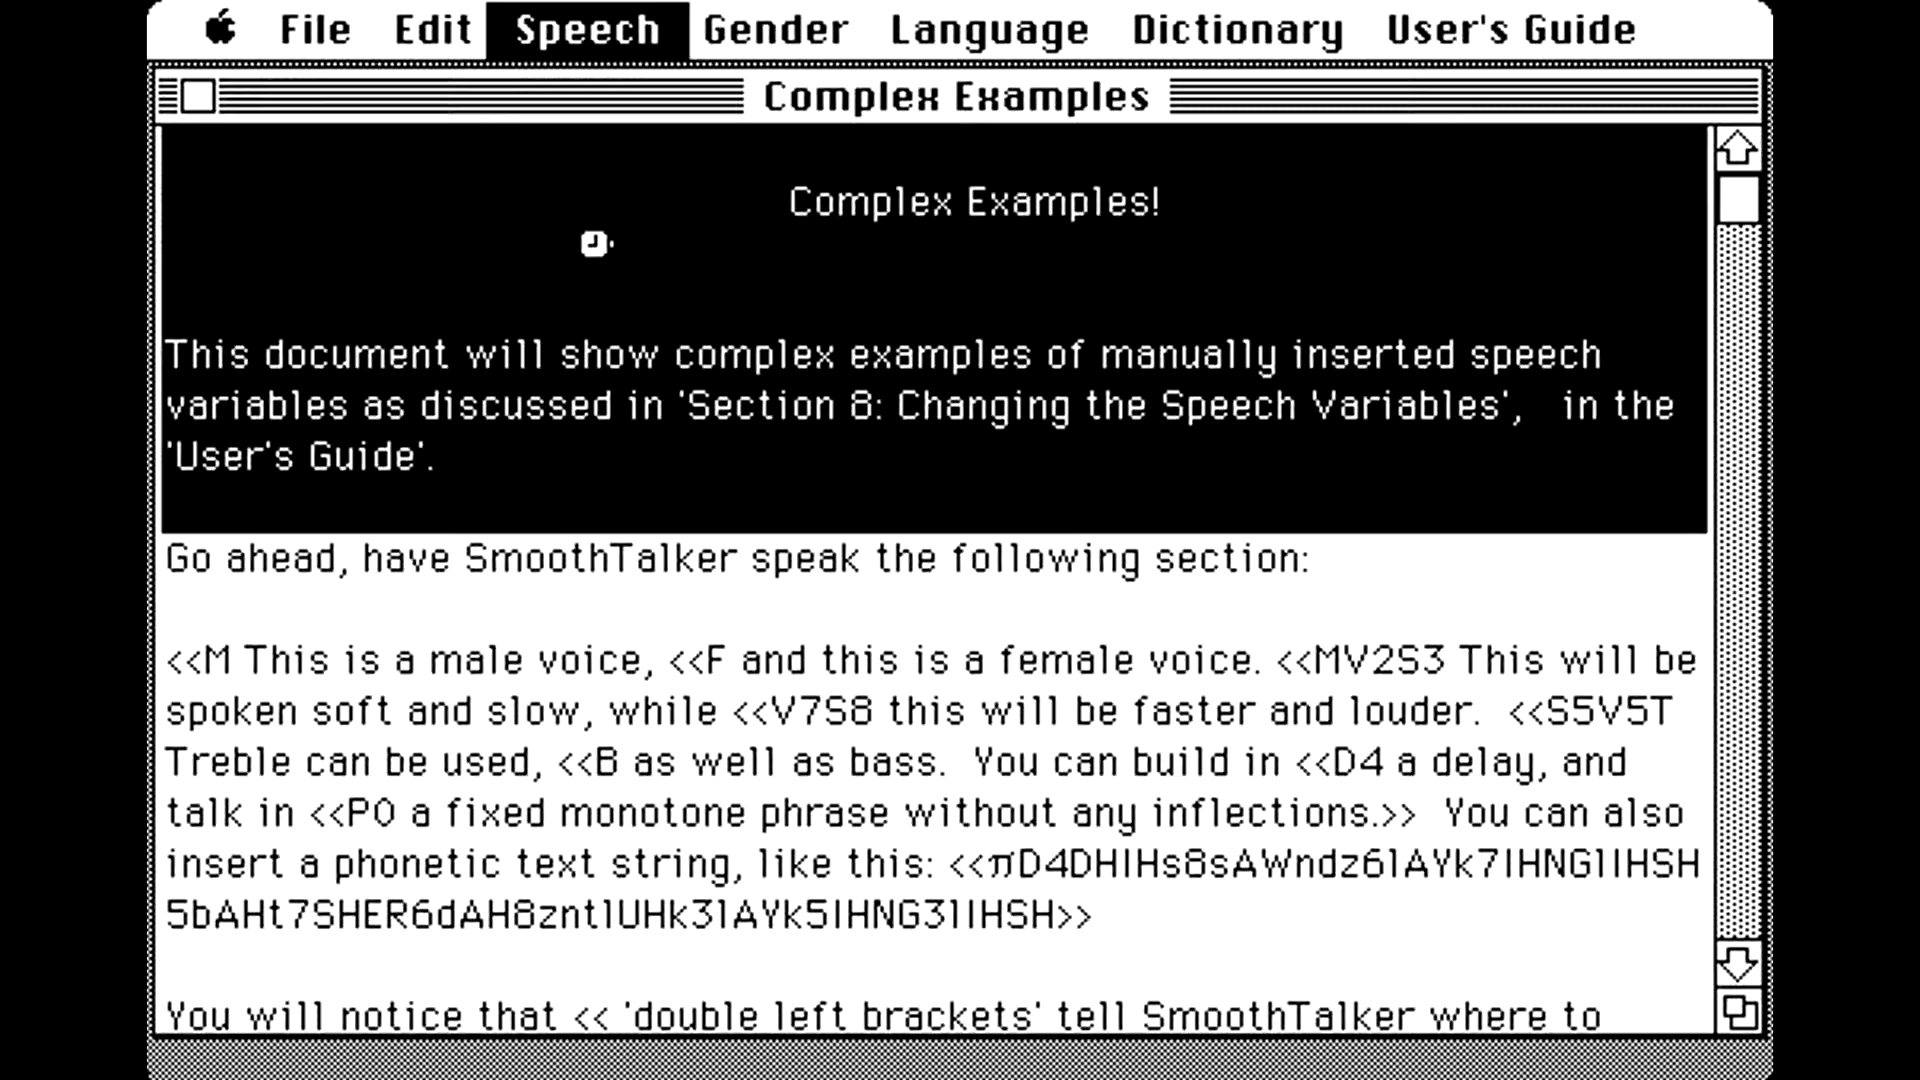 File Edit Speech Gender Language Dictionary User's Guide
Complex Examples
Complex Examples!
This document will show complex examples of manually inserted speech
variables as discussed in 'Section 8: Changing the Speech Variables',   in the
'User's Guide'.
Go ahead, have SmoothTalker speak the following section:
<<M This is a male voice, <<F and this is a female voice. <<MV2S3 This will be
spoken soft and slow, while <<V7S8 this will be faster and louder.  <<S5V5T
Treble can be used, <<B as well as bass.  You can build in <<D4 a delay, and
talk in <<P0 a fixed monotone phrase without any inflections.>>  You can also
insert a phonetic text string, like this: <<πD4DHIHs8sAWndz6lAYk7IHNG1IHSH
5bAHt7SHER6dAH8znt1UHk3lAYk5IHNG31IHSH>>
You will notice that << 'double left brackets' tell SmoothTalker where to